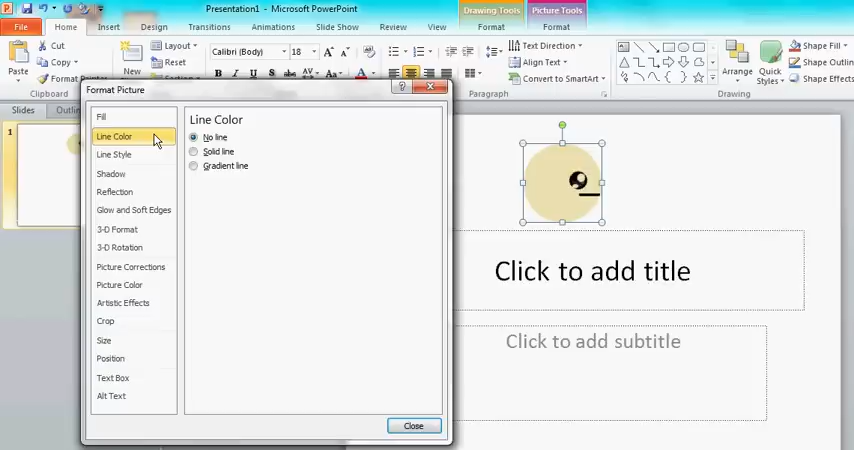 Presentation1 - Microsoft PowerPoint
Drawing Tools
Picture Tools
File
Home
Insert
Design
Transitions
Animations
Slide Show
Review
View
Format
Format
Paste
Cut
Copy
Format Painter
Clipboard
New
Layout
Reset
Calibri (Body)
18
Text Direction
Align Text
Convert to SmartArt
Paragraph
Arrange
Quick
Styles
Shape Fill
Shape Outline
Shape Effects
Drawing
Slides
Outline
1
Format Picture
Fill
Line Color
Line Style
Shadow
Reflection
Glow and Soft Edges
3-D Format
3-D Rotation
Picture Corrections
Picture Color
Artistic Effects
Crop
Size
Position
Text Box
Alt Text
Line Color
No line
Solid line
Gradient line
Close
Click to add title
Click to add subtitle